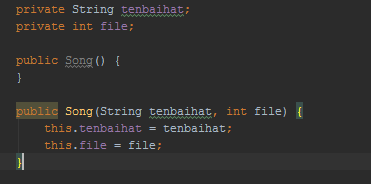 private String tenbaihat;
private int file;
public Song() {
}
public Song(String tenbaihat, int file) {
this.tenbaihat = tenbaihat;
this.file = file;
}